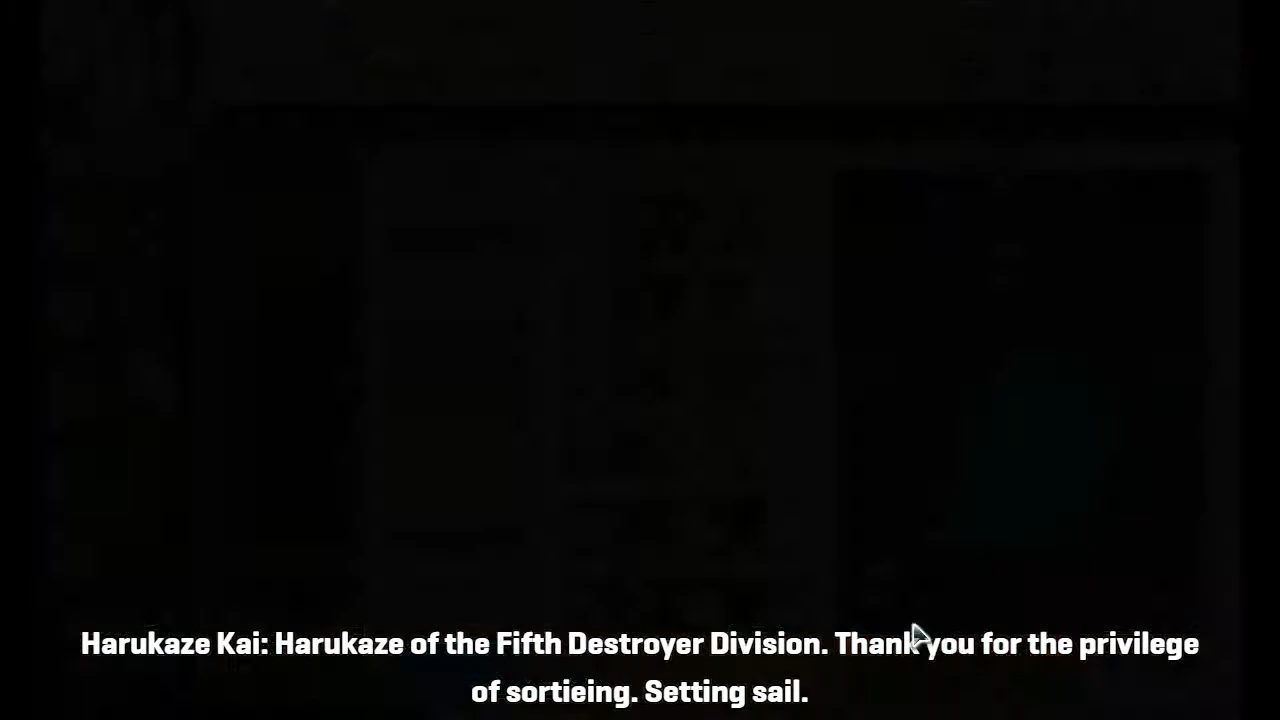 Harukaze Kai: Harukaze of the Fifth Destroyer Division. Thank you for the privilege
of sortieing. Setting sail.